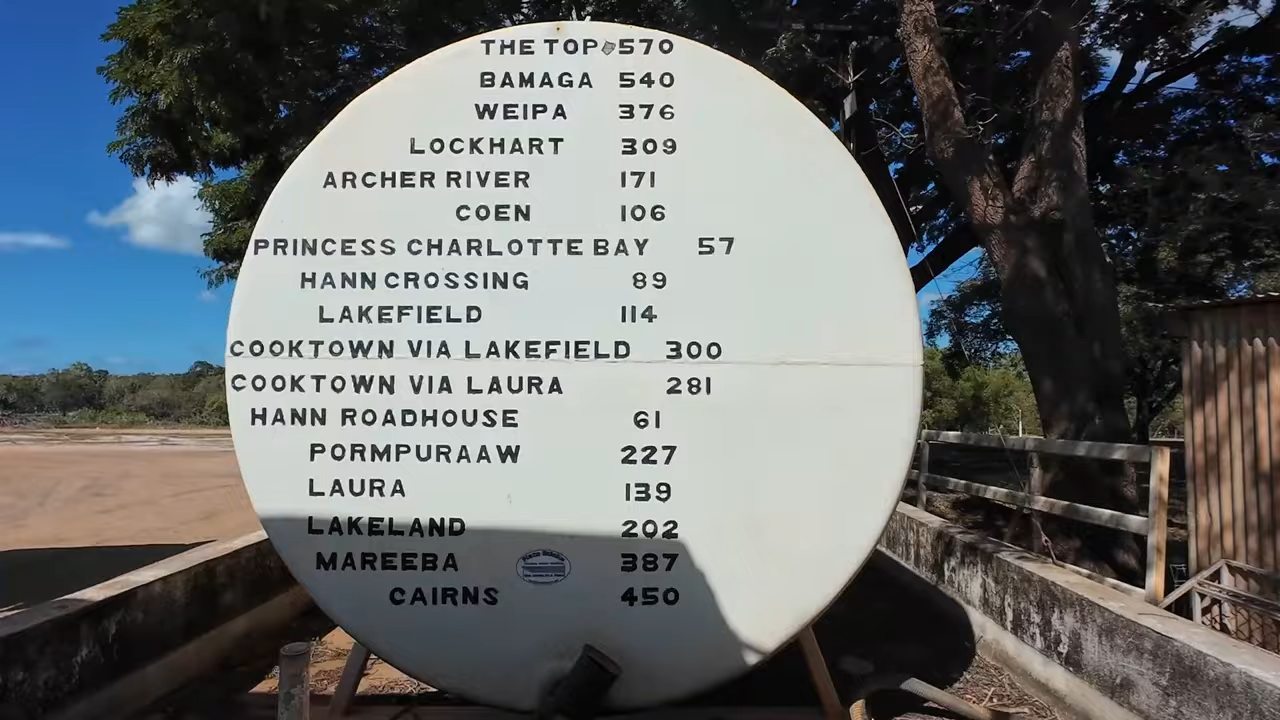 THE TOP 570
BAMAGA 540
WEIPA 376
LOCKHART 309
ARCHER RIVER 171
COEN 106
PRINCESS CHARLOTTE BAY 57
HANN CROSSING 89
LAKEFIELD 114
COOKTOWN VIA LAKEFIELD 300
COOKTOWN VIA LAURA 281
HANN ROADHOUSE 61
PORMPURAAW 227
LAURA 139
LAKELAND 202
MAREEBA 387
CAIRNS 450